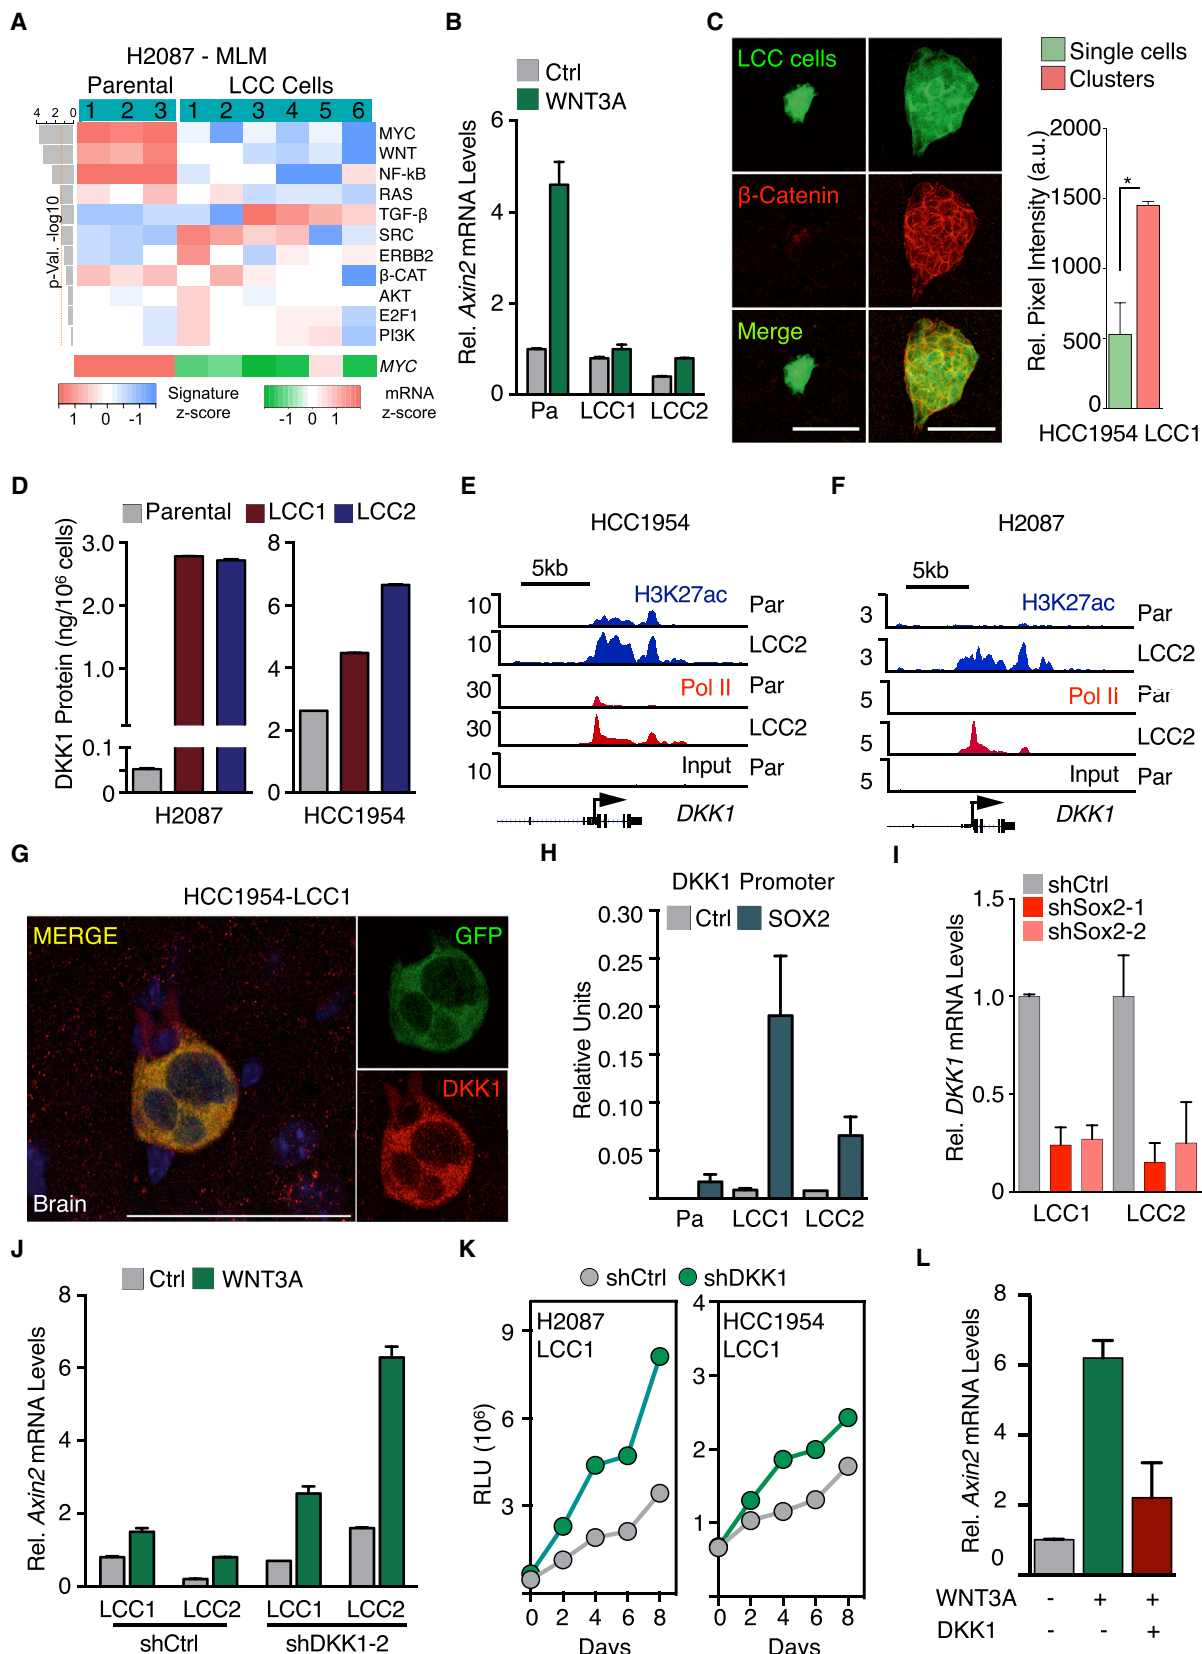 A
H2087 - MLM
Parental LCC Cells
4 2 0
1 2 3 1 2 3 4 5 6
MYC
WNT
NF-kB
RAS
TGF-β
SRC
ERBB2
β-CAT
AKT
E2F1
PI3K
p-Val. -log10
MYC
Signature z-score
1 0 -1
mRNA z-score
-1 0 1
B
Ctrl
WNT3A
Rel. Axin2 mRNA Levels
6
4
2
0
Pa LCC1 LCC2
C
LCC cells
β-Catenin
Merge
Single cells
Clusters
Rel. Pixel Intensity (a.u.)
2000
1500
1000
500
0
*
HCC1954 LCC1
D
Parental LCC1 LCC2
DKK1 Protein (ng/10⁶ cells)
3.0
2.0
1.0
0.1
0
H2087
8
6
4
2
0
HCC1954
E
HCC1954
5kb
H3K27ac
10 Par
10 LCC2
Pol II
30 Par
30 LCC2
10 Input Par
DKK1
F
H2087
5kb
H3K27ac
3 Par
3 LCC2
Pol II
5 Par
5 LCC2
5 Input Par
DKK1
G
HCC1954-LCC1
MERGE
Brain
GFP
DKK1
H
DKK1 Promoter
Ctrl SOX2
Relative Units
0.30
0.25
0.20
0.15
0.10
0.05
Pa LCC1 LCC2
I
shCtrl
shSox2-1
shSox2-2
Rel. DKK1 mRNA Levels
1.5
1.0
0.5
0
LCC1 LCC2
J
Ctrl WNT3A
Rel. Axin2 mRNA Levels
8
6
4
2
0
LCC1 LCC2 LCC1 LCC2
shCtrl shDKK1-2
K
shCtrl shDKK1
RLU (10⁶)
H2087
LCC1
9
6
3
0 2 4 6 8
Days
HCC1954
LCC1
4
3
2
1
0 2 4 6 8
Days
L
Rel. Axin2 mRNA Levels
8
6
4
2
0
WNT3A - + +
DKK1 - - +